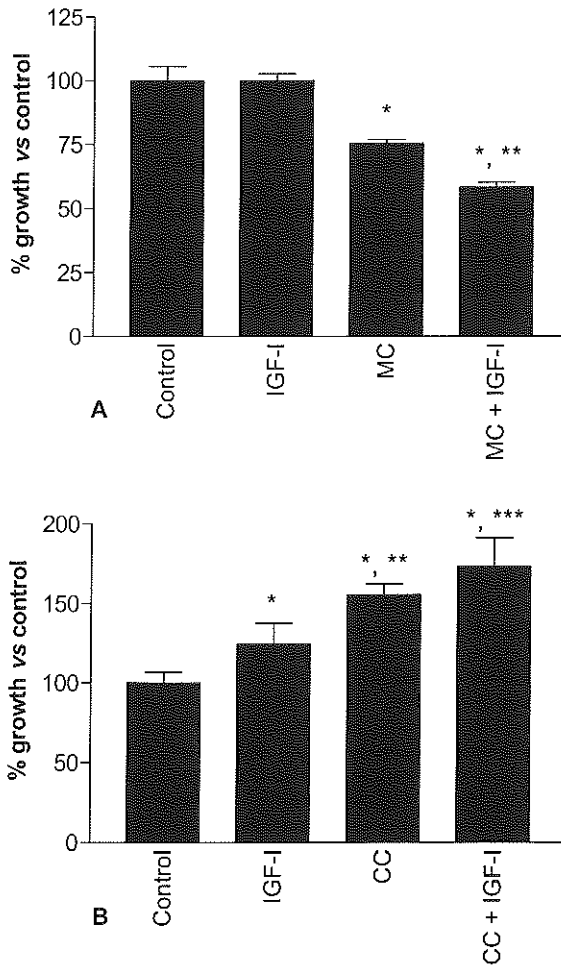 125
100
75
50
25
0
% growth vs control
*
*, **
Control
IGF-I
MC
MC + IGF-I
A
200
150
100
50
0
% growth vs control
*
*, **
*, ***
Control
IGF-I
CC
CC + IGF-I
B